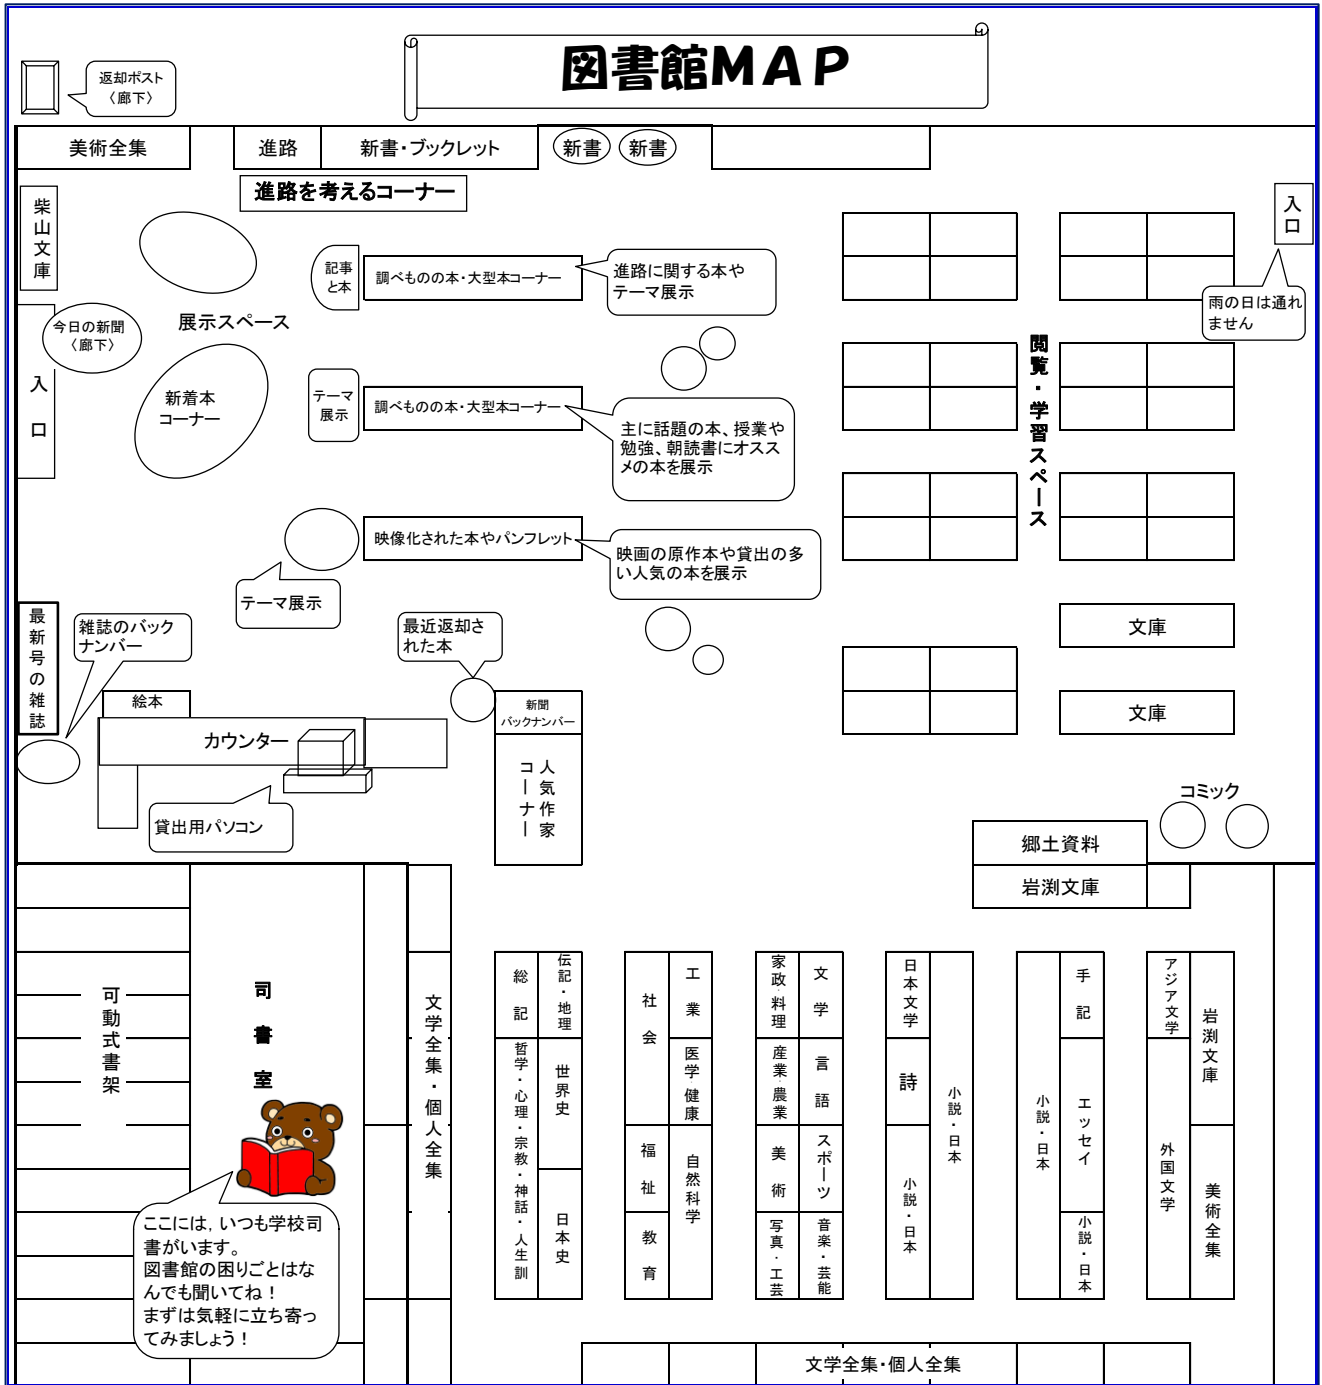 図書館MAP
返却ポスト
〈廊下〉
美術全集
進路
新書・ブックレット
新書
新書
進路を考えるコーナー
柴山文庫
入口
記事
と本
調べものの本・大型本コーナー
進路に関する本や
テーマ展示
雨の日は通れ
ません
今日の新聞
〈廊下〉
展示スペース
入口
新着本
コーナー
テーマ
展示
調べものの本・大型本コーナー
主に話題の本、授業や
勉強、朝読書にオスス
メの本を展示
閲覧・学習スペース
映像化された本やパンフレット
映画の原作本や貸出の多
い人気の本を展示
テーマ展示
最新号の雑誌
雑誌のバック
ナンバー
最近返却さ
れた本
文庫
文庫
絵本
新聞
バックナンバー
カウンター
人気作家
コーナー
貸出用パソコン
コミック
郷土資料
岩渕文庫
可動式書架
司書室
文学全集・個人全集
総記
伝記・地理
哲学・心理・宗教・神話・人生訓
世界史
日本史
社会
工業
医学・健康
福祉
自然科学
教育
家政・料理
文学
産業・農業
言語
美術
スポーツ
写真・工芸
音楽・芸能
日本文学
詩
小説・日本
小説・日本
小説・日本
手記
エッセイ
小説・日本
アジア文学
岩渕文庫
外国文学
美術全集
ここには，いつも学校司
書がいます。
図書館の困りごとはな
んでも聞いてね！
まずは気軽に立ち寄っ
てみましょう！
文学全集・個人全集